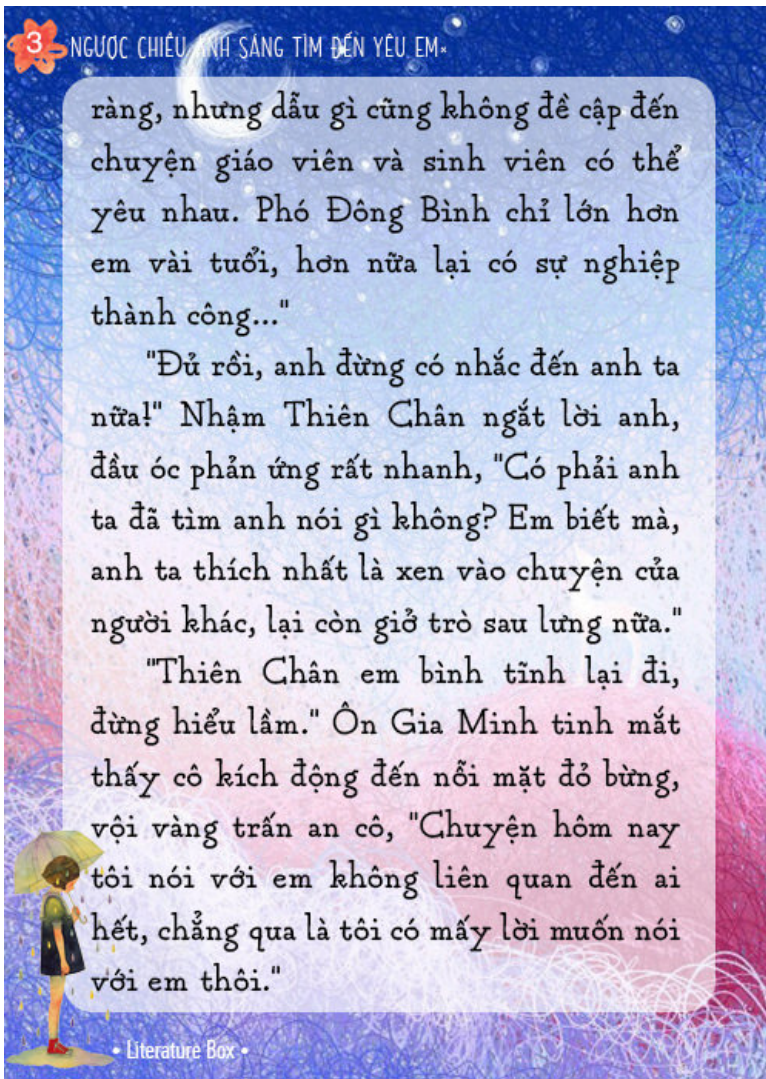 3 NGƯỢC CHIỀU ÁNH SÁNG TÌM ĐẾN YÊU EM×
ràng, nhưng dẫu gì cũng không đề cập đến
chuyện giáo viên và sinh viên có thể
yêu nhau. Phó Đông Bình chỉ lớn hơn
em vài tuổi, hơn nữa lại có sự nghiệp
thành công..."
"Đủ rồi, anh đừng có nhắc đến anh ta
nữa!" Nhậm Thiên Chân ngắt lời anh,
đầu óc phản ứng rất nhanh, "Có phải anh
ta đã tìm anh nói gì không? Em biết mà,
anh ta thích nhất là xen vào chuyện của
người khác, lại còn giở trò sau lưng nữa."
"Thiên Chân em bình tĩnh lại đi,
đừng hiểu lầm." Ôn Gia Minh tinh mắt
thấy cô kích động đến nỗi mặt đỏ bừng,
vội vàng trấn an cô, "Chuyện hôm nay
tôi nói với em không liên quan đến ai
hết, chẳng qua là tôi có mấy lời muốn nói
với em thôi."
• Literature Box •